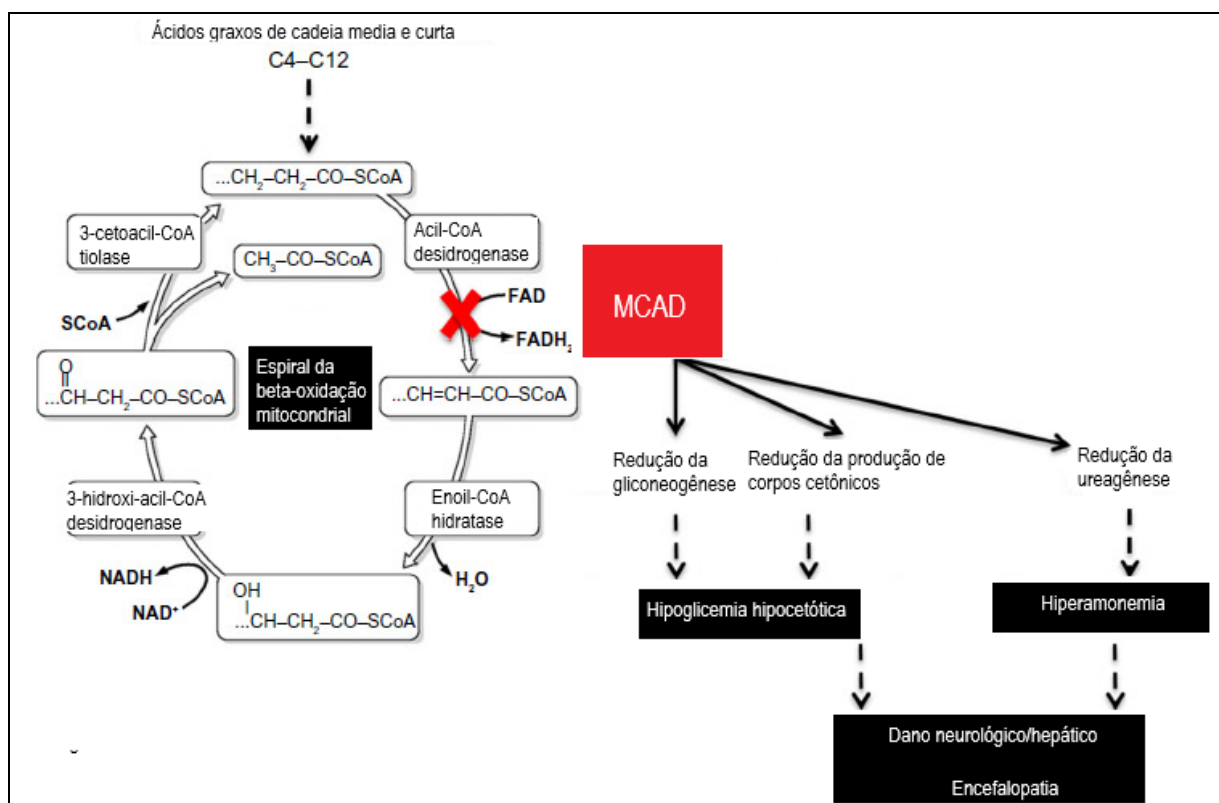 Ácidos graxos de cadeia media e curta
C4–C12
...CH₂–CH₂–CO–SCoA
3-cetoacil-CoA
tiolase
Acil-CoA
desidrogenase
CH₃–CO–SCoA
FAD
FADH₂
SCoA
O
...CH–CH₂–CO–SCoA
Espiral da
beta-oxidação
mitocondrial
...CH=CH–CO–SCoA
3-hidroxi-acil-CoA
desidrogenase
Enoil-CoA
hidratase
NADH
NAD⁺
H₂O
OH
...CH–CH₂–CO–SCoA
MCAD
Redução da
gliconeogênese
Redução da produção de
corpos cetônicos
Redução da
ureagênese
Hipoglicemia hipocetótica
Hiperamonemia
Dano neurológico/hepático
Encefalopatia